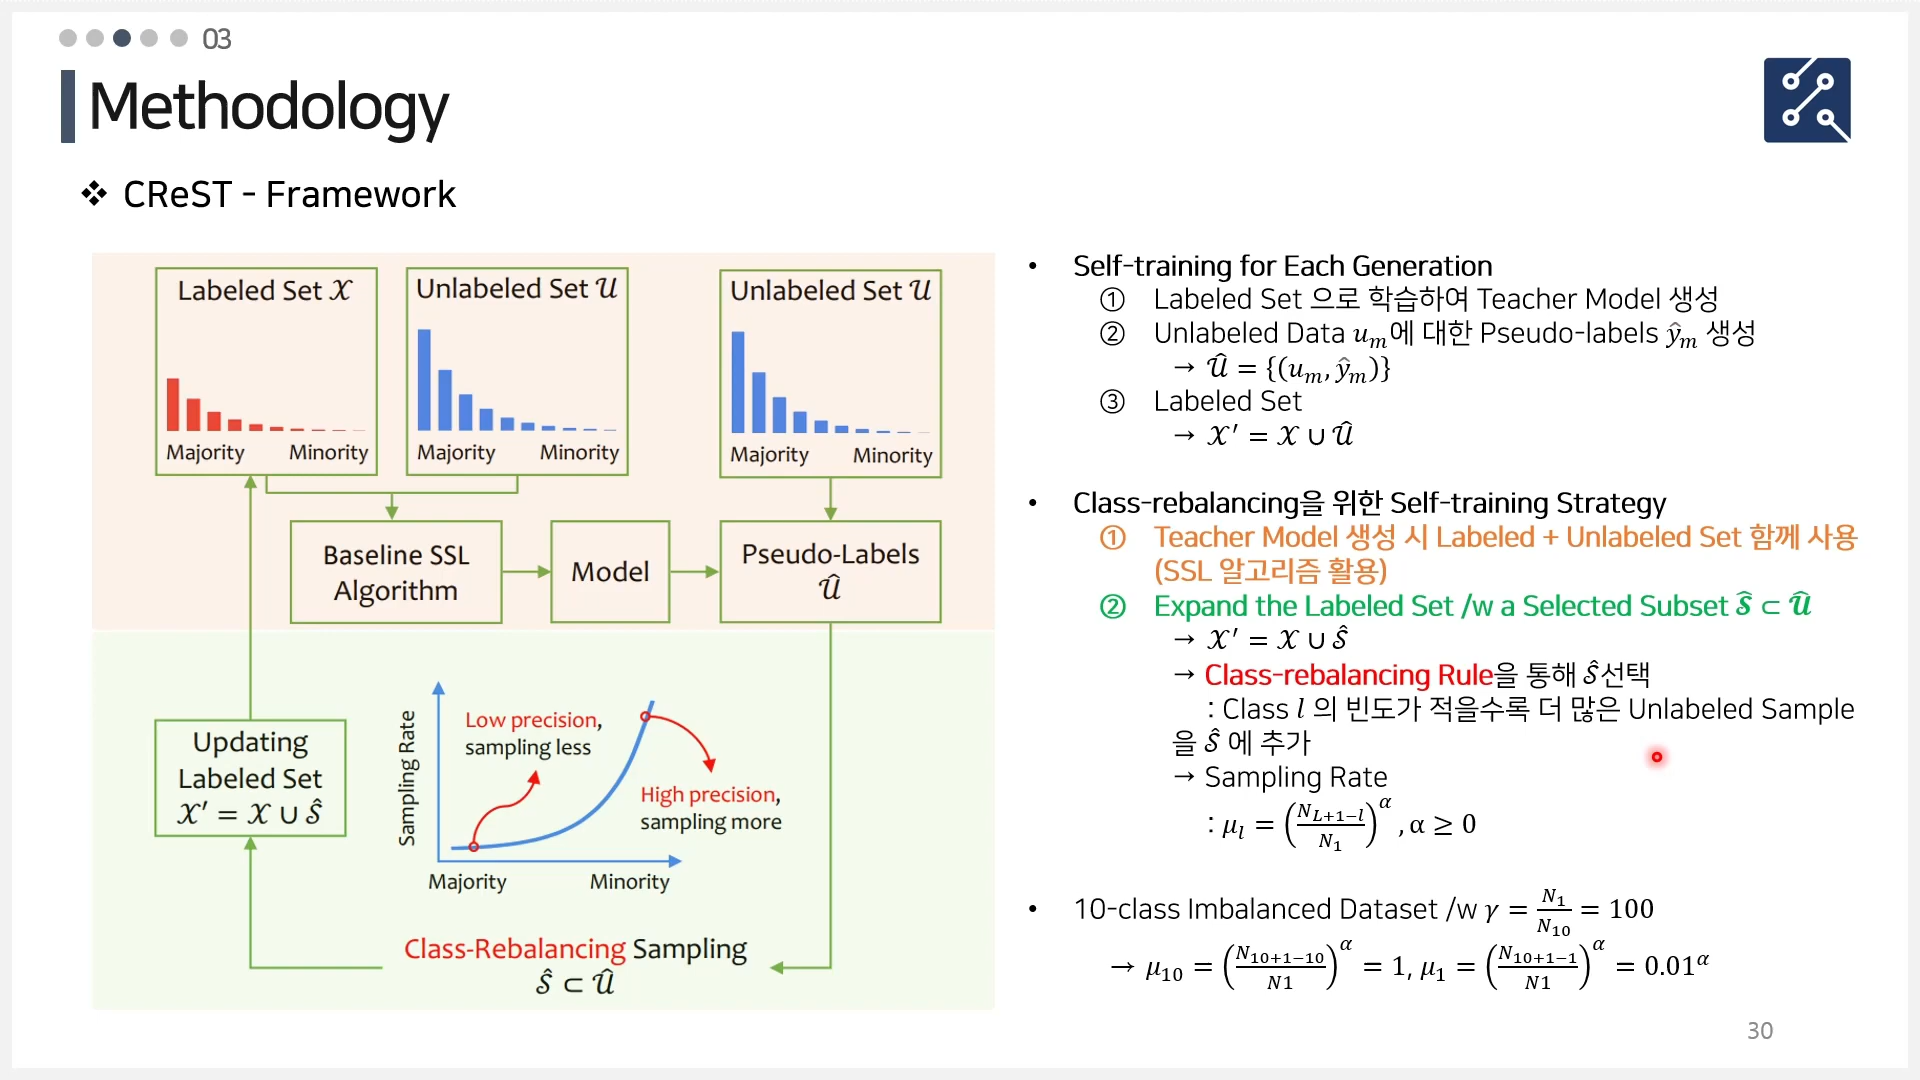 03
Methodology
❖ CReST - Framework
Labeled Set 𝒳
Majority Minority
Unlabeled Set 𝒰
Majority Minority
Unlabeled Set 𝒰
Majority Minority
Baseline SSL
Algorithm
Model
Pseudo-Labels
𝒰̂
Updating
Labeled Set
𝒳′ = 𝒳 ∪ 𝒮̂
Sampling Rate
Low precision,
sampling less
High precision,
sampling more
Majority Minority
Class-Rebalancing Sampling
𝒮̂ ⊂ 𝒰̂
• Self-training for Each Generation
① Labeled Set 으로 학습하여 Teacher Model 생성
② Unlabeled Data 𝑢ₘ에 대한 Pseudo-labels ŷₘ 생성
→ 𝒰̂ = {(𝑢ₘ, ŷₘ)}
③ Labeled Set
→ 𝒳′ = 𝒳 ∪ 𝒰̂
• Class-rebalancing을 위한 Self-training Strategy
① Teacher Model 생성 시 Labeled + Unlabeled Set 함께 사용
(SSL 알고리즘 활용)
② Expand the Labeled Set /w a Selected Subset 𝒮̂ ⊂ 𝒰̂
→ 𝒳′ = 𝒳 ∪ 𝒮̂
→ Class-rebalancing Rule을 통해 𝒮̂선택
: Class 𝑙 의 빈도가 적을수록 더 많은 Unlabeled Sample
을 𝒮̂ 에 추가
→ Sampling Rate
: μ_l = (N_{L+1−l}/N_1)^α , α ≥ 0
• 10-class Imbalanced Dataset /w γ = N_1/N_10 = 100
→ μ_10 = (N_{10+1−10}/N1)^α = 1, μ_1 = (N_{10+1−1}/N1)^α = 0.01^α
30